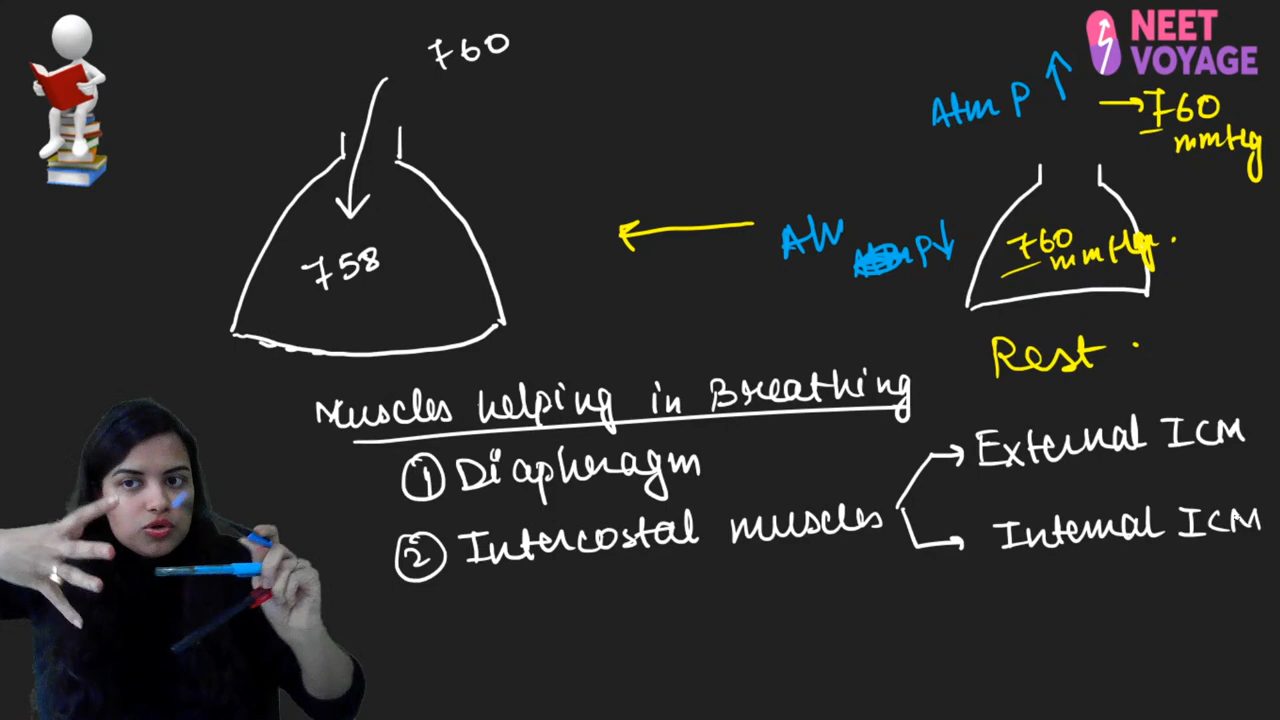 760
758
NEET
VOYAGE
Atm P ↑
→ 760
mmHg
AW P↓
760
mmHg.
Rest .
Muscles helping in Breathing
① Diaphragm
② Intercostal muscles
External ICM
Internal ICM